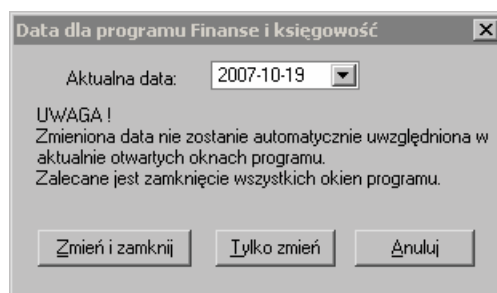 Data dla programu Finanse i księgowość
Aktualna data: 2007-10-19
UWAGA !
Zmieniona data nie zostanie automatycznie uwzględniona w
aktualnie otwartych oknach programu.
Zalecane jest zamknięcie wszystkich okien programu.
Zmień i zamknij Tylko zmień Anuluj